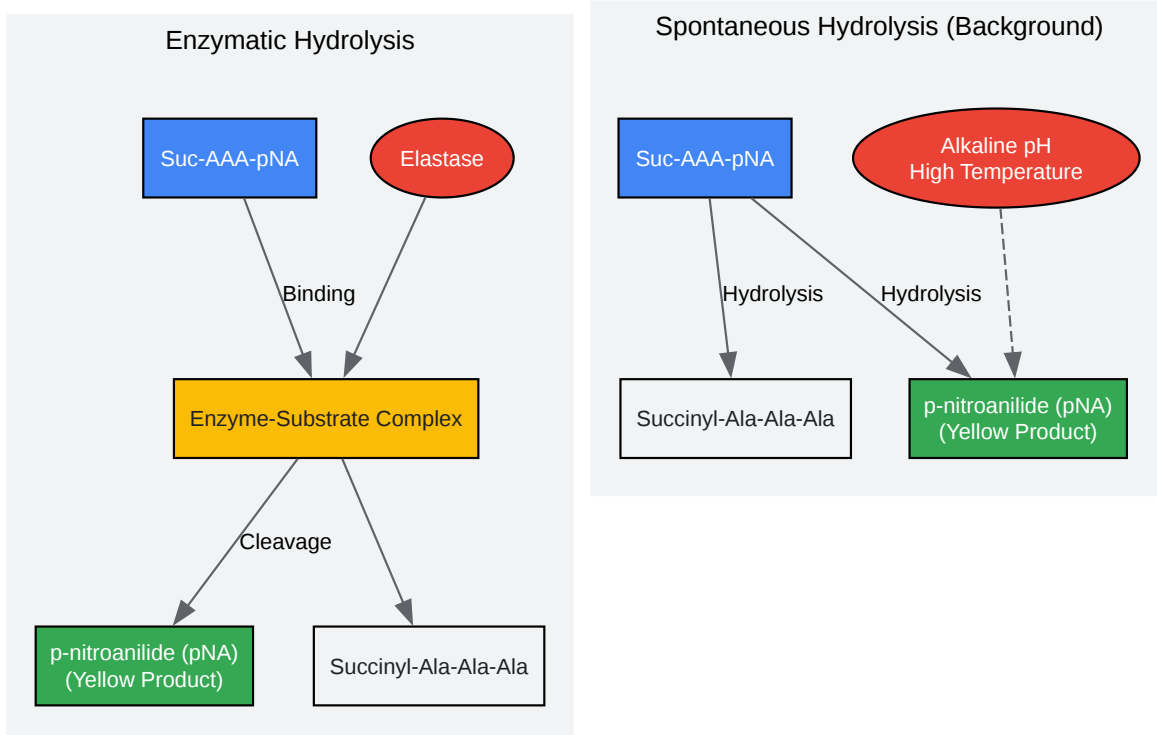 Enzymatic Hydrolysis
Suc-AAA-pNA
Elastase
Binding
Enzyme-Substrate Complex
Cleavage
p-nitroanilide (pNA)
(Yellow Product)
Succinyl-Ala-Ala-Ala
Spontaneous Hydrolysis (Background)
Suc-AAA-pNA
Alkaline pH
High Temperature
Hydrolysis
Hydrolysis
Succinyl-Ala-Ala-Ala
p-nitroanilide (pNA)
(Yellow Product)